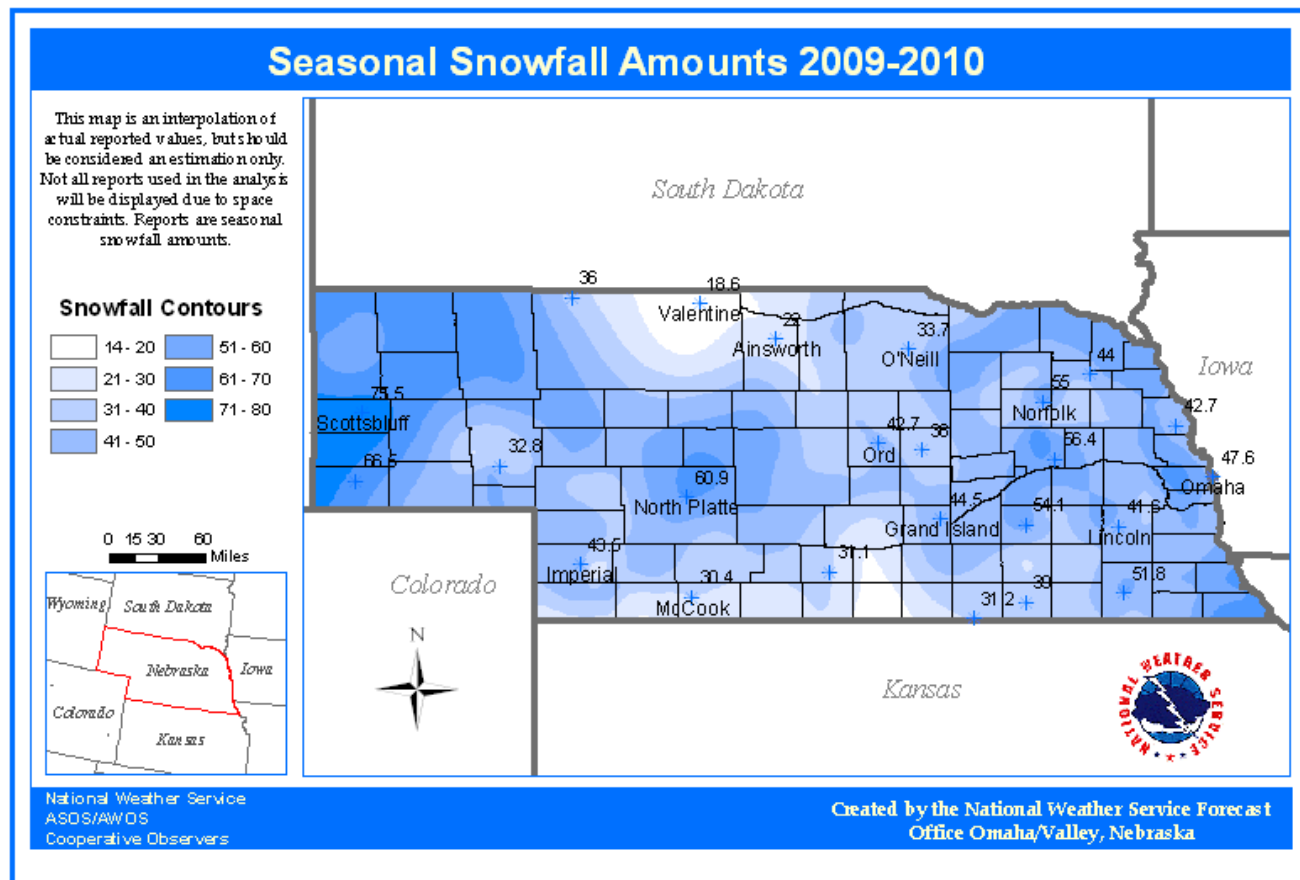 Seasonal Snowfall Amounts 2009-2010
This map is an interpolation of
actual reported values, but should
be considered an estimation only.
Not all reports used in the analysis
will be displayed due to space
constraints. Reports are seasonal
snowfall amounts.
Snowfall Contours
14 - 20
51 - 60
21 - 30
61 - 70
31 - 40
71 - 80
41 - 50
0 15 30 60
Miles
Wyoming
South Dakota
Nebraska
Iowa
Colorado
Kansas
South Dakota
Iowa
36
18.6
Valentine
22
Ainsworth
33.7
O'Neill
44
55
Norfolk
42.7
75.5
Scottsbluff
66.5
32.8
60.9
North Platte
42.7
36
Ord
56.4
47.6
Omaha
44.5
Grand Island
54.1
41.6
Lincoln
43.5
Imperial
30.4
McCook
31.1
31.2
39
51.8
Colorado
N
Kansas
NATIONAL WEATHER SERVICE
National Weather Service
ASOS/AWOS
Cooperative Observers
Created by the National Weather Service Forecast
Office Omaha/Valley, Nebraska